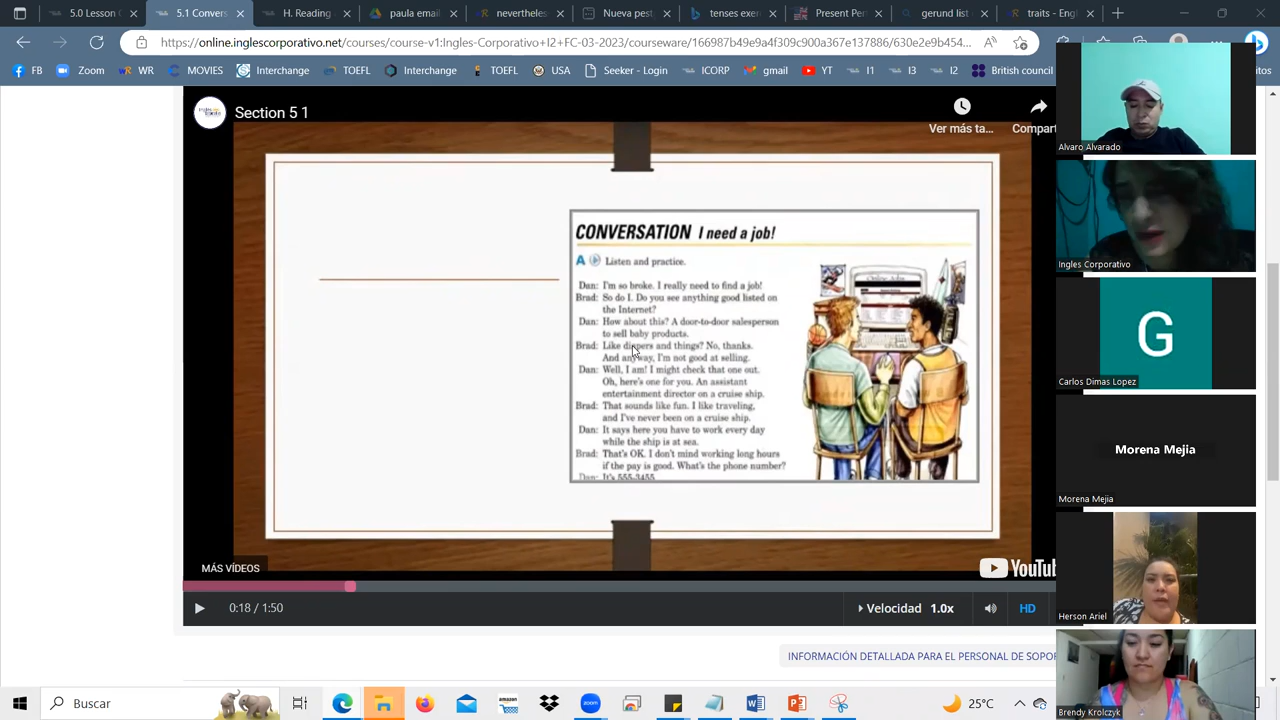 5.0 Lesson
5.1 Convers
H. Reading
paula email
nevertheles
tenses exer
Present Per
gerund list
traits - st
https://online.inglescorporativo.net/courses/course-v1:Ingles-Corporativo+I2+FC-03-2023/courseware/166987b49e9a4f309c900a367e137886/630e2e9b454...
FB
Zoom
WR
MOVIES
Interchange
TOEFL
Interchange
TOEFL
USA
Seeker - Login
ICORP
gmail
YT
I1
I3
I2
British council
Section 5 1
Ver más ta...
Compart
CONVERSATION I need a job!
A Listen and practice.
Dan: I'm so broke. I really need to find a job!
Brad: So do I. Do you see anything good listed on
the Internet?
Dan: How about this? A door-to-door salesperson
to sell baby products.
Brad: Like diapers and things? No, thanks.
And anyway, I'm not good at selling.
Dan: Well, I am! I might check that one out.
Oh, here's one for you. An assistant
entertainment director on a cruise ship.
Brad: That sounds like fun. I like traveling,
and I've never been on a cruise ship.
Dan: It says here you have to work every day
while the ship is at sea.
Brad: That's OK. I don't mind working long hours
if the pay is good. What's the phone number?
Dan: It's 555-3455
Online Jobs
MÁS VÍDEOS
YouTub
0:18 / 1:50
Velocidad 1.0x
HD
INFORMACIÓN DETALLADA PARA EL PERSONAL DE SOPOR
Alvaro Alvarado
Ingles Corporativo
G
Carlos Dimas Lopez
Morena Mejia
Morena Mejia
Herson Ariel
Brendy Krolczyk
Buscar
amazon
zoom
25°C